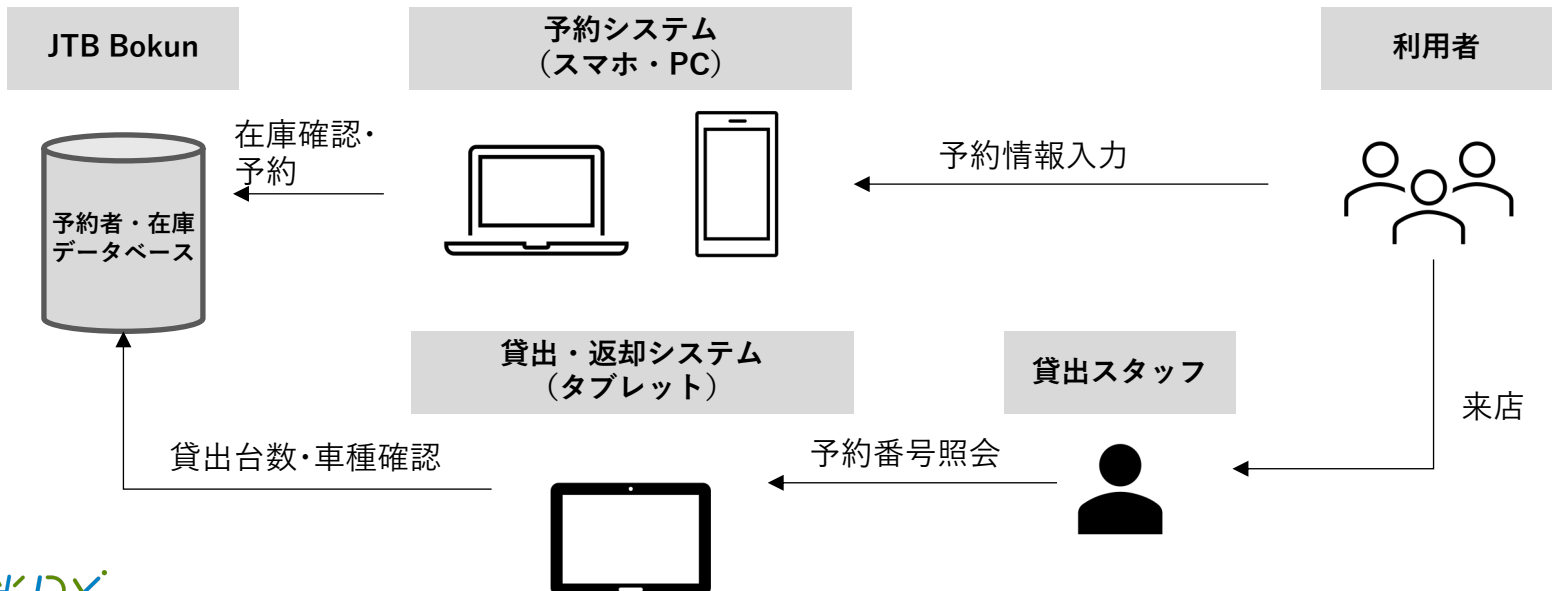 JTB Bokun
予約システム
（スマホ・PC）
利用者
在庫確認・
予約
予約情報入力
予約者・在庫
データベース
貸出・返却システム
（タブレット）
貸出スタッフ
来店
貸出台数・車種確認
予約番号照会